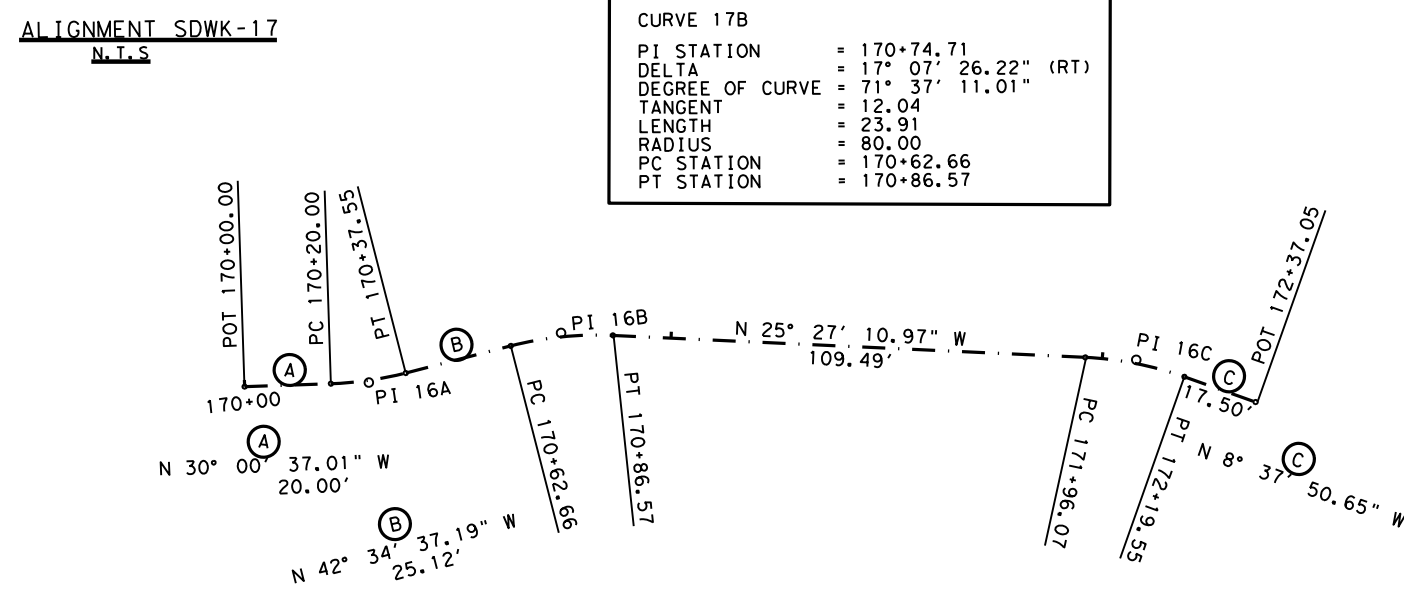 ALIGNMENT SDWK-17
N.T.S
CURVE 17B
PI STATION = 170+74.71
DELTA = 17° 07' 26.22" (RT)
DEGREE OF CURVE = 71° 37' 11.01"
TANGENT = 12.04
LENGTH = 23.91
RADIUS = 80.00
PC STATION = 170+62.66
PT STATION = 170+86.57
POT 170+00.00
PC 170+20.00
PT 170+37.55
A
170+00
PI 16A
B
PI 16B
N 25° 27' 10.97" W
109.49'
PI 16C
C
17.50'
POT 172+37.05
PC 170+62.66
PT 170+86.57
PC 171+96.07
PT 172+19.55
A
N 30° 00' 37.01" W
20.00'
B
N 42° 34' 37.19" W
25.12'
C
N 8° 37' 50.65" W